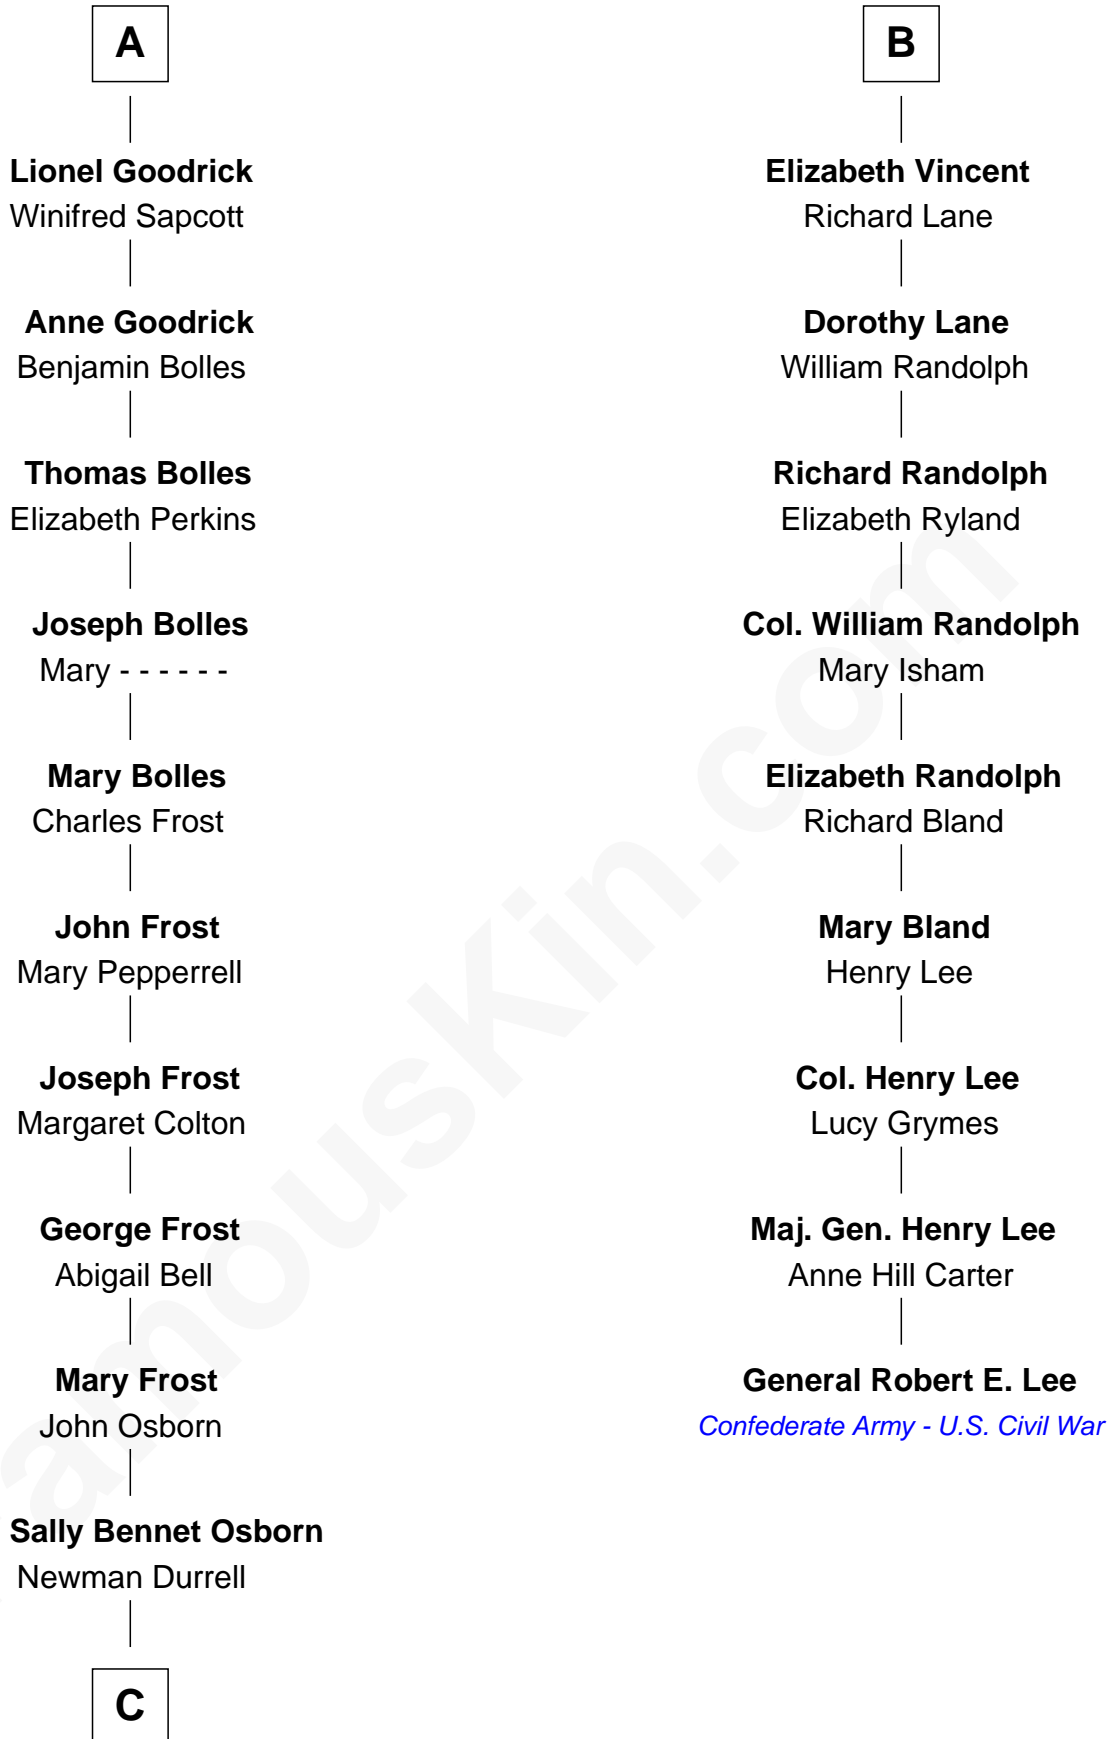 A
Lionel Goodrick
Winifred Sapcott
Anne Goodrick
Benjamin Bolles
Thomas Bolles
Elizabeth Perkins
Joseph Bolles
Mary - - - - - -
Mary Bolles
Charles Frost
John Frost
Mary Pepperrell
Joseph Frost
Margaret Colton
George Frost
Abigail Bell
Mary Frost
John Osborn
Sally Bennet Osborn
Newman Durrell
C
B
Elizabeth Vincent
Richard Lane
Dorothy Lane
William Randolph
Richard Randolph
Elizabeth Ryland
Col. William Randolph
Mary Isham
Elizabeth Randolph
Richard Bland
Mary Bland
Henry Lee
Col. Henry Lee
Lucy Grymes
Maj. Gen. Henry Lee
Anne Hill Carter
General Robert E. Lee
Confederate Army - U.S. Civil War
amousKin.com